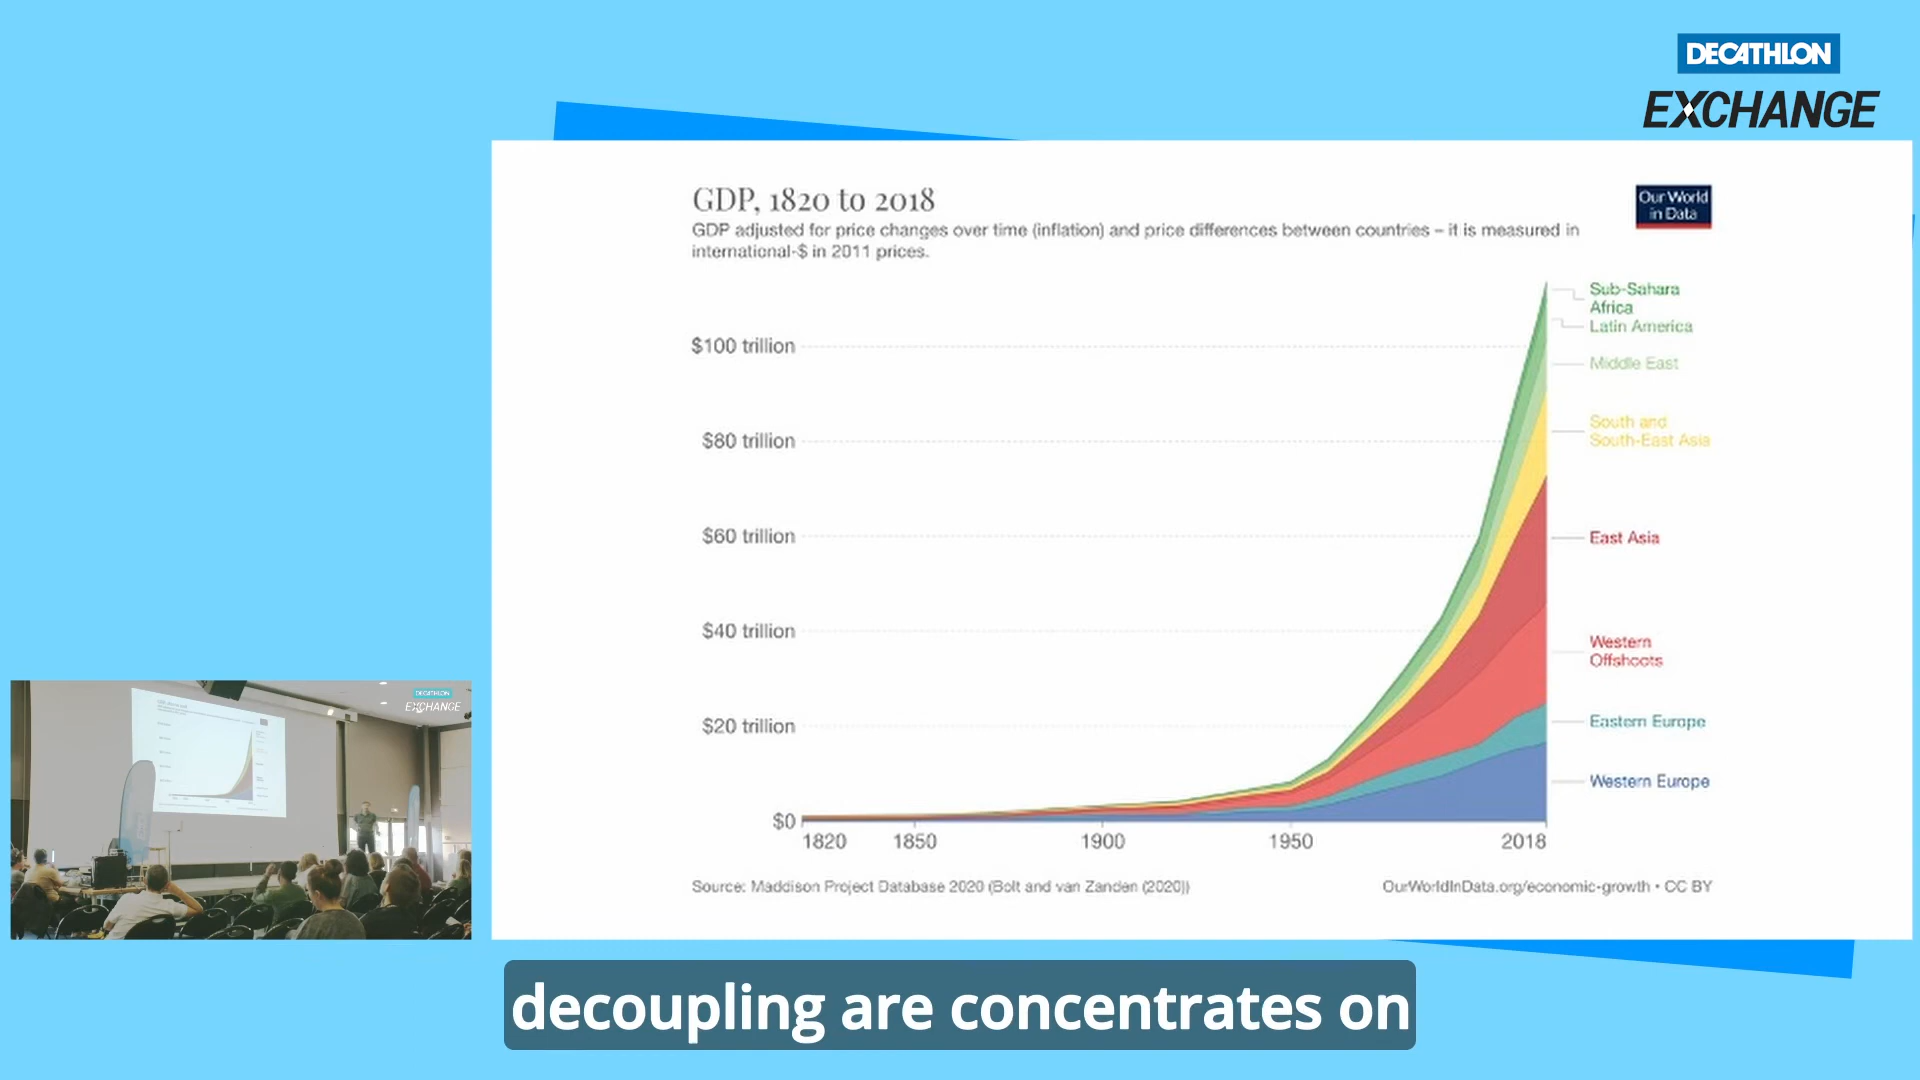 DECATHLON
EXCHANGE
GDP, 1820 to 2018
GDP adjusted for price changes over time (inflation) and price differences between countries – it is measured in
international-$ in 2011 prices.
Our World
in Data
Sub-Sahara
Africa
Latin America
$100 trillion
Middle East
South and
South-East Asia
$80 trillion
$60 trillion
East Asia
$40 trillion
Western
Offshoots
$20 trillion
Eastern Europe
Western Europe
$0
1820
1850
1900
1950
2018
Source: Maddison Project Database 2020 (Bolt and van Zanden (2020))
OurWorldInData.org/economic-growth • CC BY
DECATHLON
EXCHANGE
decoupling are concentrates on